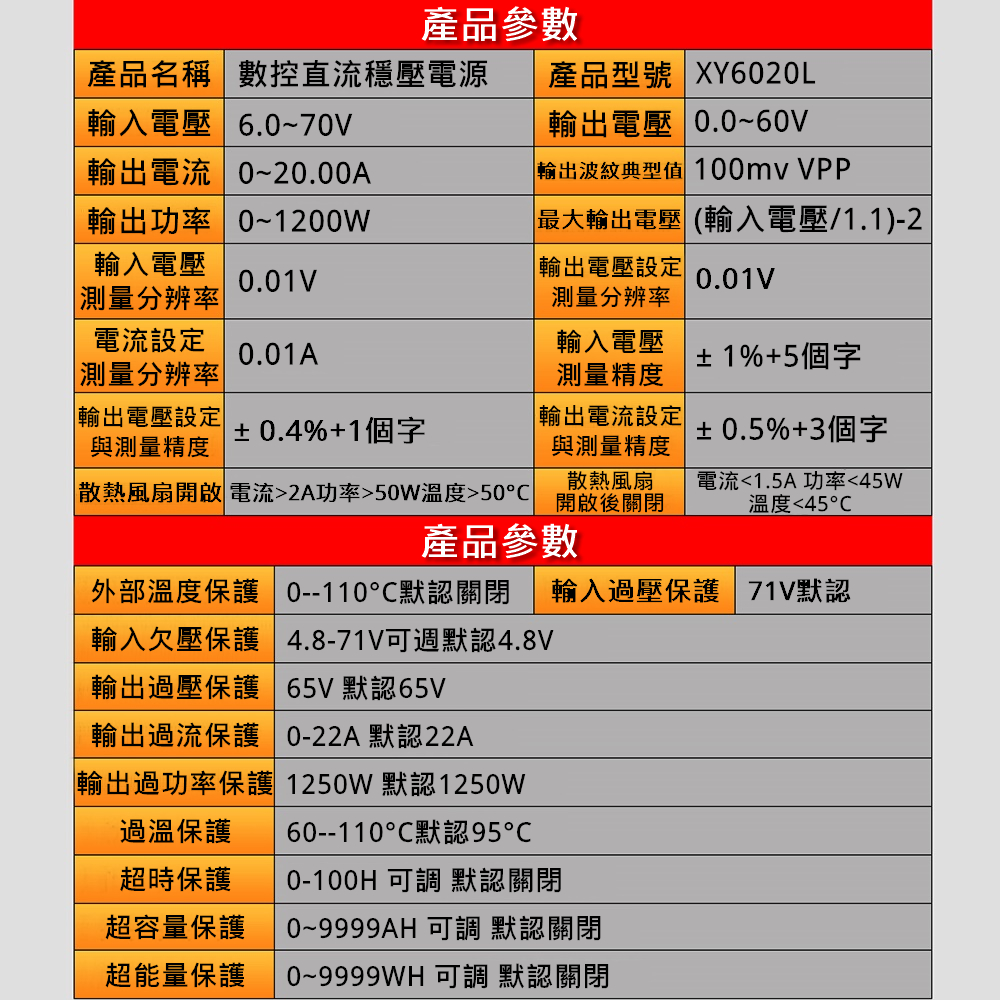 產品參數
產品名稱 數控直流穩壓電源 產品型號 XY6020L
輸入電壓 6.0~70V 輸出電壓 0.0~60V
輸出電流 0~20.00A 輸出波紋典型值 100mv VPP
輸出功率 0~1200W 最大輸出電壓 (輸入電壓/1.1)-2
輸入電壓
測量分辨率 0.01V 輸出電壓設定
測量分辨率 0.01V
電流設定
測量分辨率 0.01A 輸入電壓
測量精度 ± 1%+5個字
輸出電壓設定
與測量精度 ± 0.4%+1個字 輸出電流設定
與測量精度 ± 0.5%+3個字
散熱風扇開啟 電流>2A功率>50W溫度>50°C 散熱風扇
開啟後關閉 電流<1.5A 功率<45W
溫度<45°C
產品參數
外部溫度保護 0--110°C默認關閉 輸入過壓保護 71V默認
輸入欠壓保護 4.8-71V可週默認4.8V
輸出過壓保護 65V 默認65V
輸出過流保護 0-22A 默認22A
輸出過功率保護 1250W 默認1250W
過溫保護 60--110°C默認95°C
超時保護 0-100H 可調 默認關閉
超容量保護 0~9999AH 可調 默認關閉
超能量保護 0~9999WH 可調 默認關閉